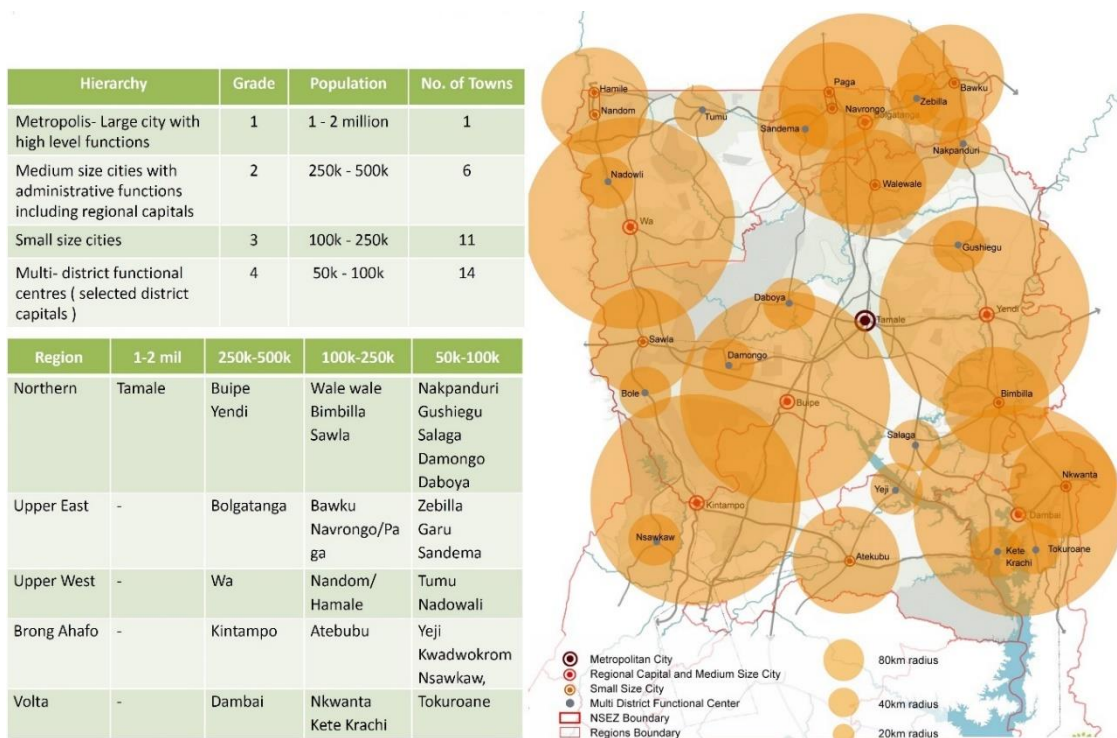 Hierarchy Grade Population No. of Towns
Metropolis- Large city with
high level functions
1 1 - 2 million 1
Medium size cities with
administrative functions
including regional capitals
2 250k - 500k 6
Small size cities 3 100k - 250k 11
Multi- district functional
centres ( selected district
capitals )
4 50k - 100k 14
Region 1-2 mil 250k-500k 100k-250k 50k-100k
Northern Tamale Buipe Wale wale Nakpanduri
Yendi Bimbilla Gushiegu
Sawla Salaga
Damongo
Daboya
Upper East - Bolgatanga Bawku Zebilla
Navrongo/Pa Garu
ga Sandema
Upper West - Wa Nandom/ Tumu
Hamale Nadowali
Brong Ahafo - Kintampo Atebubu Yeji
Kwadwokrom
Nsawkaw,
Volta - Dambai Nkwanta Tokuroane
Kete Krachi
Hamile
Nandom
Tumu
Paga
Navrongo
Sandema
Zebilla
Bawku
Nakpanduri
Walewale
Nadowli
Wa
Gushiegu
Daboya
Tamale
Yendi
Sawla
Damongo
Bole
Buipe
Bimbilla
Salaga
Yeji
Nkwanta
Kintampo
Dambai
Nsawkaw
Atekubu
Kete
Krachi
Tokuroane
Metropolitan City
Regional Capital and Medium Size City
Small Size City
Multi District Functional Center
NSEZ Boundary
Regions Boundary
80km radius
40km radius
20km radius